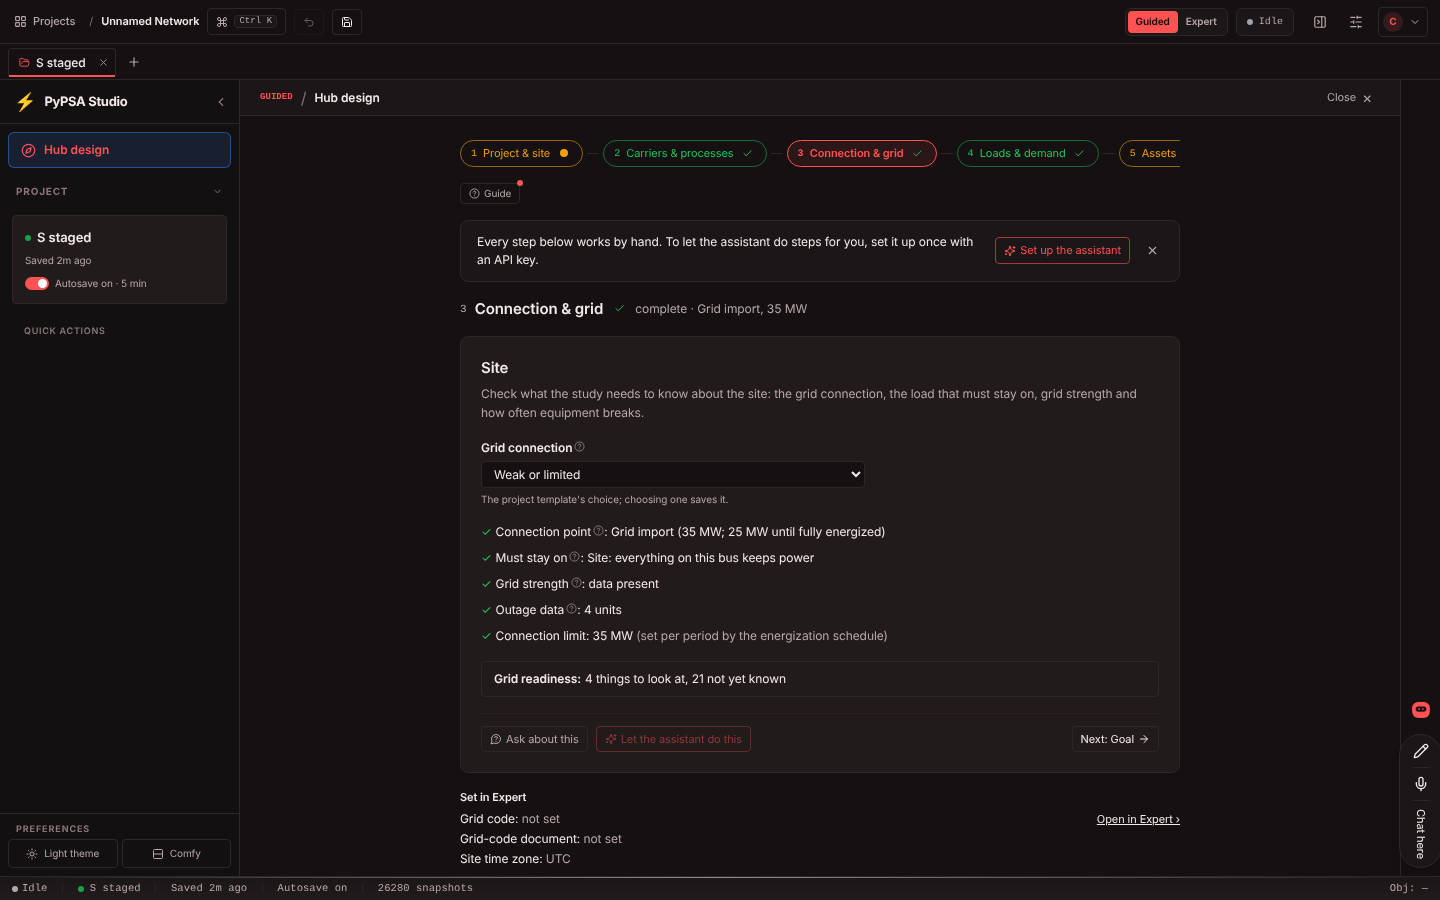 Projects / Unnamed Network ⌘ Ctrl K Guided Expert Idle C
S staged × +
PyPSA Studio
GUIDED / Hub design Close ×
Hub design
1 Project & site 2 Carriers & processes ✓ 3 Connection & grid ✓ 4 Loads & demand ✓ 5 Assets
PROJECT
Guide
S staged
Saved 2m ago
Autosave on · 5 min
QUICK ACTIONS
Every step below works by hand. To let the assistant do steps for you, set it up once with
an API key.
Set up the assistant ×
3 Connection & grid ✓ complete · Grid import, 35 MW
Site
Check what the study needs to know about the site: the grid connection, the load that must stay on, grid strength and
how often equipment breaks.
Grid connection
Weak or limited
The project template's choice; choosing one saves it.
✓ Connection point : Grid import (35 MW; 25 MW until fully energized)
✓ Must stay on : Site: everything on this bus keeps power
✓ Grid strength : data present
✓ Outage data : 4 units
✓ Connection limit: 35 MW (set per period by the energization schedule)
Grid readiness: 4 things to look at, 21 not yet known
Ask about this Let the assistant do this Next: Goal →
Set in Expert
Grid code: not set
Open in Expert ›
Grid-code document: not set
Site time zone: UTC
Chat here
PREFERENCES
Light theme Comfy
Idle S staged Saved 2m ago Autosave on 26280 snapshots Obj: —